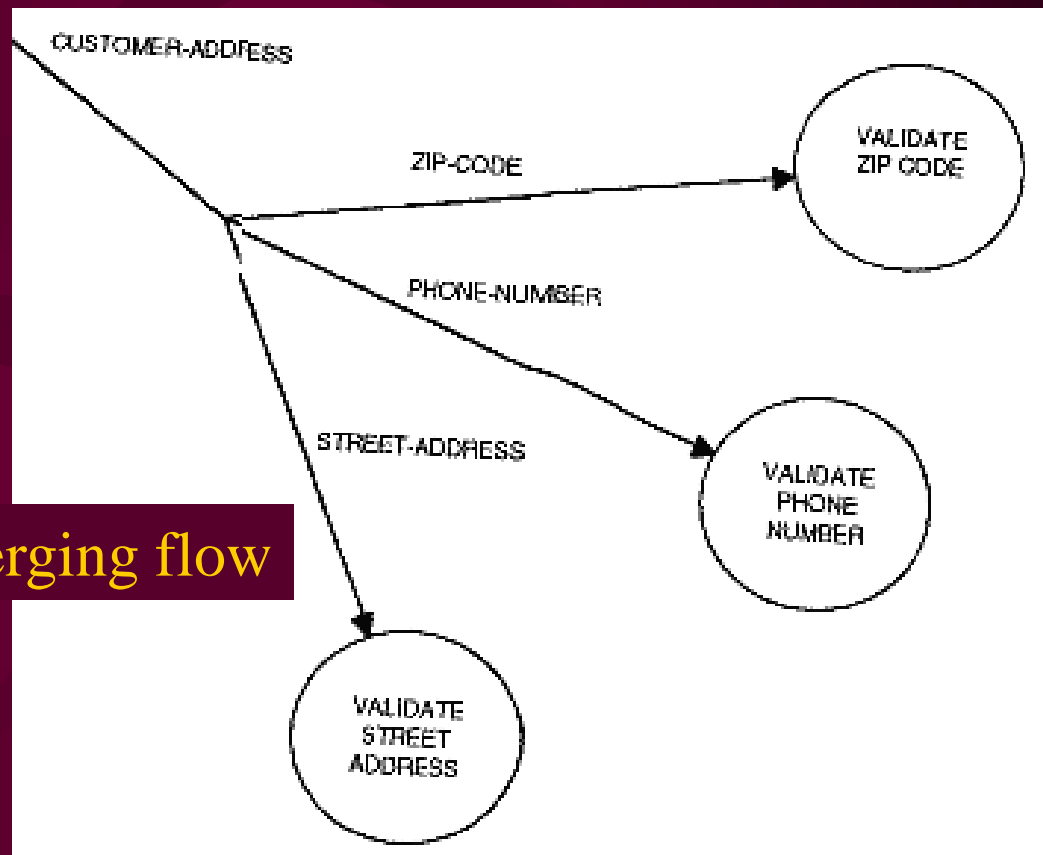 CUSTOMER-ADDRESS
ZIP-CODE
VALIDATE
ZIP CODE
PHONE-NUMBER
STREET-ADDRESS
VALIDATE
PHONE
NUMBER
erging flow
VALIDATE
STREET
ADDRESS